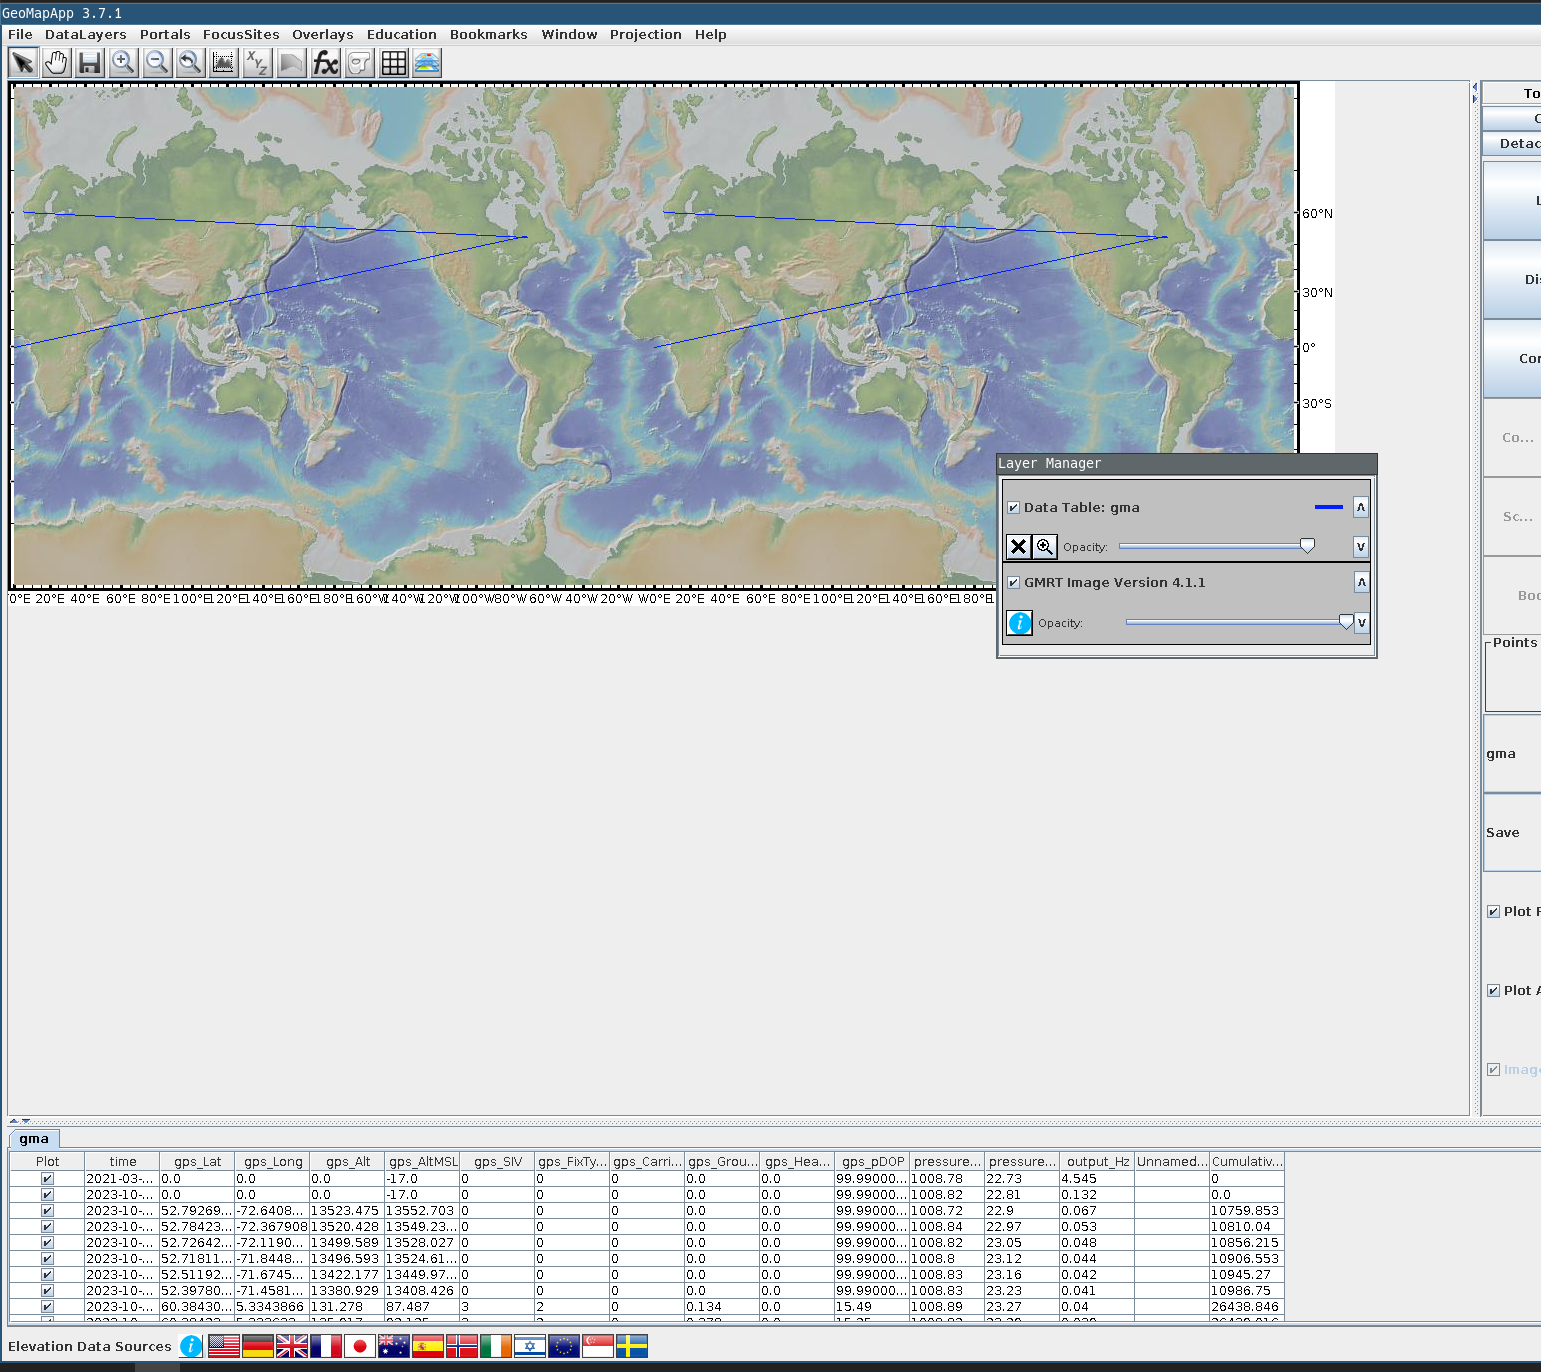 GeoMapApp 3.7.1
File DataLayers Portals FocusSites Overlays Education Bookmarks Window Projection Help
XYZ fx
To
Detac
L
60°N
Dis
30°N
0°
Cor
30°S
Co...
Layer Manager
Data Table: gma
Opacity:
GMRT Image Version 4.1.1
Opacity:
0°E 20°E 40°E 60°E 80°E 100°E 120°E 140°E 160°E 180°E 160°W 140°W 120°W 100°W 80°W 60°W 40°W 20°W 0°E 20°E 40°E 60°E 80°E 100°E 120°E 140°E 160°E 180°
Sc...
Boo
Points
gma
Save
Plot
Plot A
Imag
gma
Plot time gps_Lat gps_Long gps_Alt gps_AltMSL gps_SIV gps_FixTy... gps_Carri... gps_Grou... gps_Hea... gps_pDOP pressure... pressure... output_Hz Unnamed... Cumulativ...
2021-03-... 0.0 0.0 0.0 -17.0 0 0 0 0.0 0.0 99.99000... 1008.78 22.73 4.545 0
2023-10-... 0.0 0.0 0.0 -17.0 0 0 0 0.0 0.0 99.99000... 1008.82 22.81 0.132 0.0
2023-10-... 52.79269... -72.6408... 13523.475 13552.703 0 0 0 0.0 0.0 99.99000... 1008.72 22.9 0.067 10759.853
2023-10-... 52.78423... -72.367908 13520.428 13549.23... 0 0 0 0.0 0.0 99.99000... 1008.84 22.97 0.053 10810.04
2023-10-... 52.72642... -72.1190... 13499.589 13528.027 0 0 0 0.0 0.0 99.99000... 1008.82 23.05 0.048 10856.215
2023-10-... 52.71811... -71.8448... 13496.593 13524.61... 0 0 0 0.0 0.0 99.99000... 1008.8 23.12 0.044 10906.553
2023-10-... 52.51192... -71.6745... 13422.177 13449.97... 0 0 0 0.0 0.0 99.99000... 1008.83 23.16 0.042 10945.27
2023-10-... 52.39780... -71.4581... 13380.929 13408.426 0 0 0 0.0 0.0 99.99000... 1008.83 23.23 0.041 10986.75
2023-10-... 60.38430... 5.3343866 131.278 87.487 3 2 0 0.134 0.0 15.49 1008.89 23.27 0.04 26438.846
Elevation Data Sources